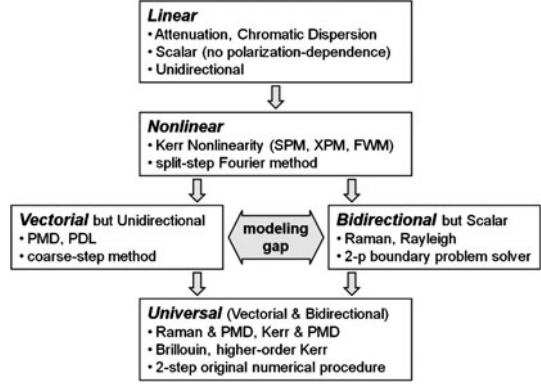 Linear
• Attenuation, Chromatic Dispersion
• Scalar (no polarization-dependence)
• Unidirectional
Nonlinear
• Kerr Nonlinearity (SPM, XPM, FWM)
• split-step Fourier method
Vectorial but Unidirectional
• PMD, PDL
• coarse-step method
modeling
gap
Bidirectional but Scalar
• Raman, Rayleigh
• 2-p boundary problem solver
Universal (Vectorial & Bidirectional)
• Raman & PMD, Kerr & PMD
• Brillouin, higher-order Kerr
• 2-step original numerical procedure